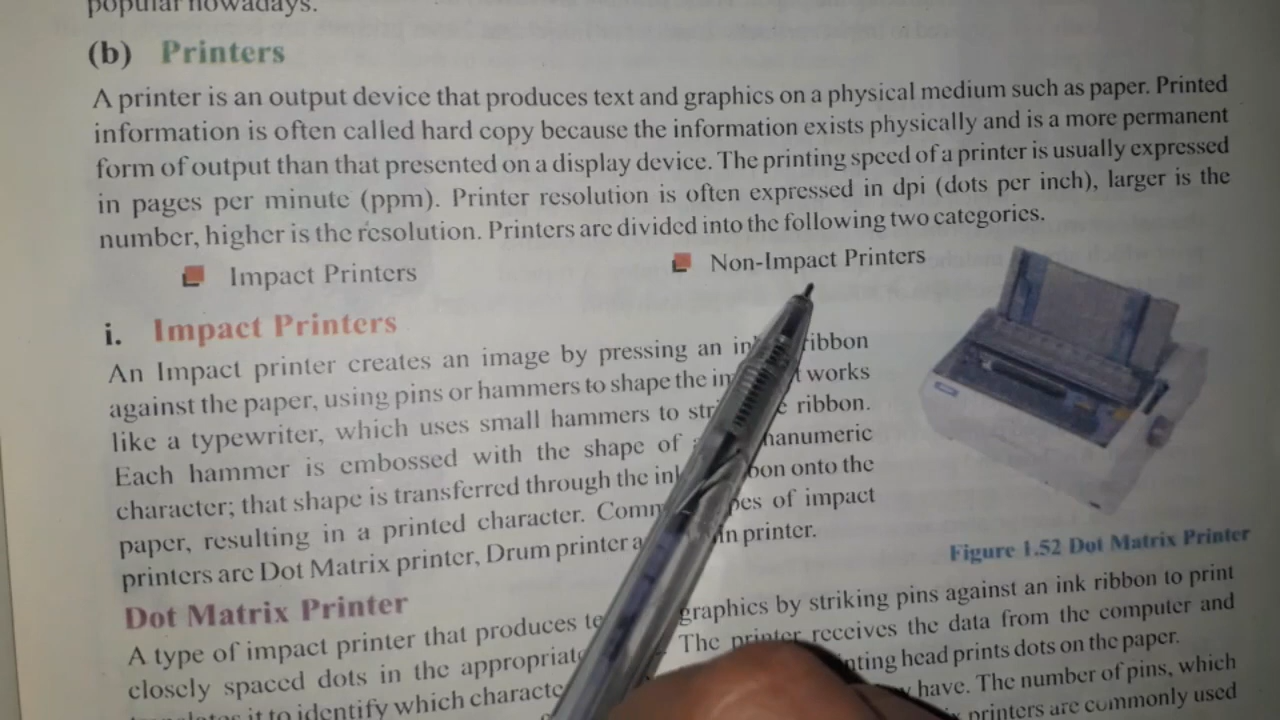 popular nowadays.
(b) Printers
A printer is an output device that produces text and graphics on a physical medium such as paper. Printed
information is often called hard copy because the information exists physically and is a more permanent
form of output than that presented on a display device. The printing speed of a printer is usually expressed
in pages per minute (ppm). Printer resolution is often expressed in dpi (dots per inch), larger is the
number, higher is the resolution. Printers are divided into the following two categories.
Impact Printers
Non-Impact Printers
i. Impact Printers
An Impact printer creates an image by pressing an ribbon
against the paper, using pins or hammers to shape the works
like a typewriter, which uses small hammers to ribbon.
Each hammer is embossed with the shape of
character; that shape is transferred through the onto the
paper, resulting in a printed character. of impact
printers are Dot Matrix printer, Drum printer printer.
Figure 1.52 Dot Matrix Printer
Dot Matrix Printer
A type of impact printer that produces graphics by striking pins against an ink ribbon to print
closely spaced dots in the The printer receives the data from the computer and
it to identify which head prints dots on the paper.
have. The number of pins, which
printers are commonly used